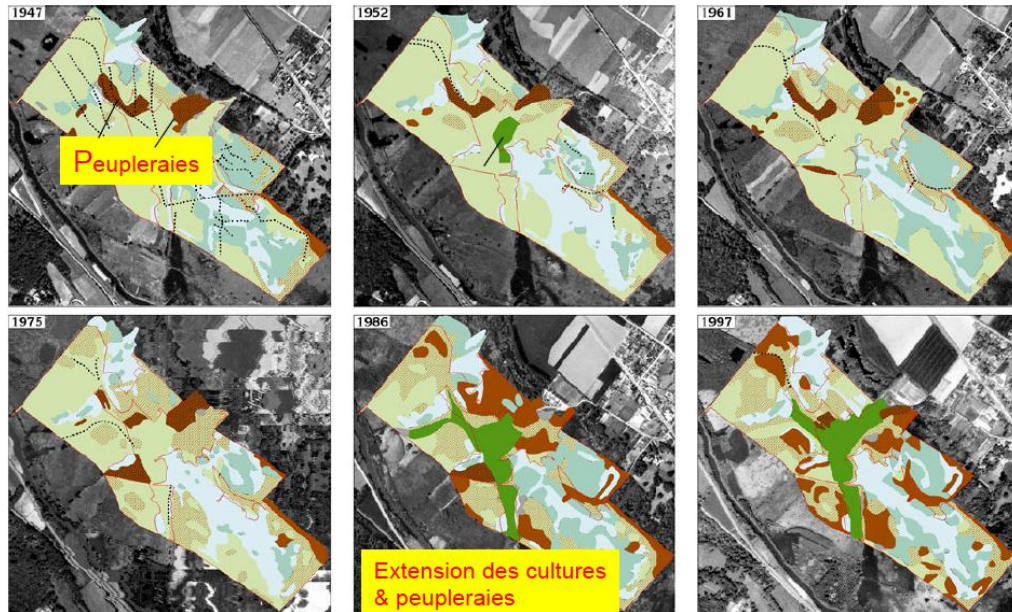 1947
1952
1961
Peupleraies
1975
1986
1997
Extension des cultures
& peupleraies